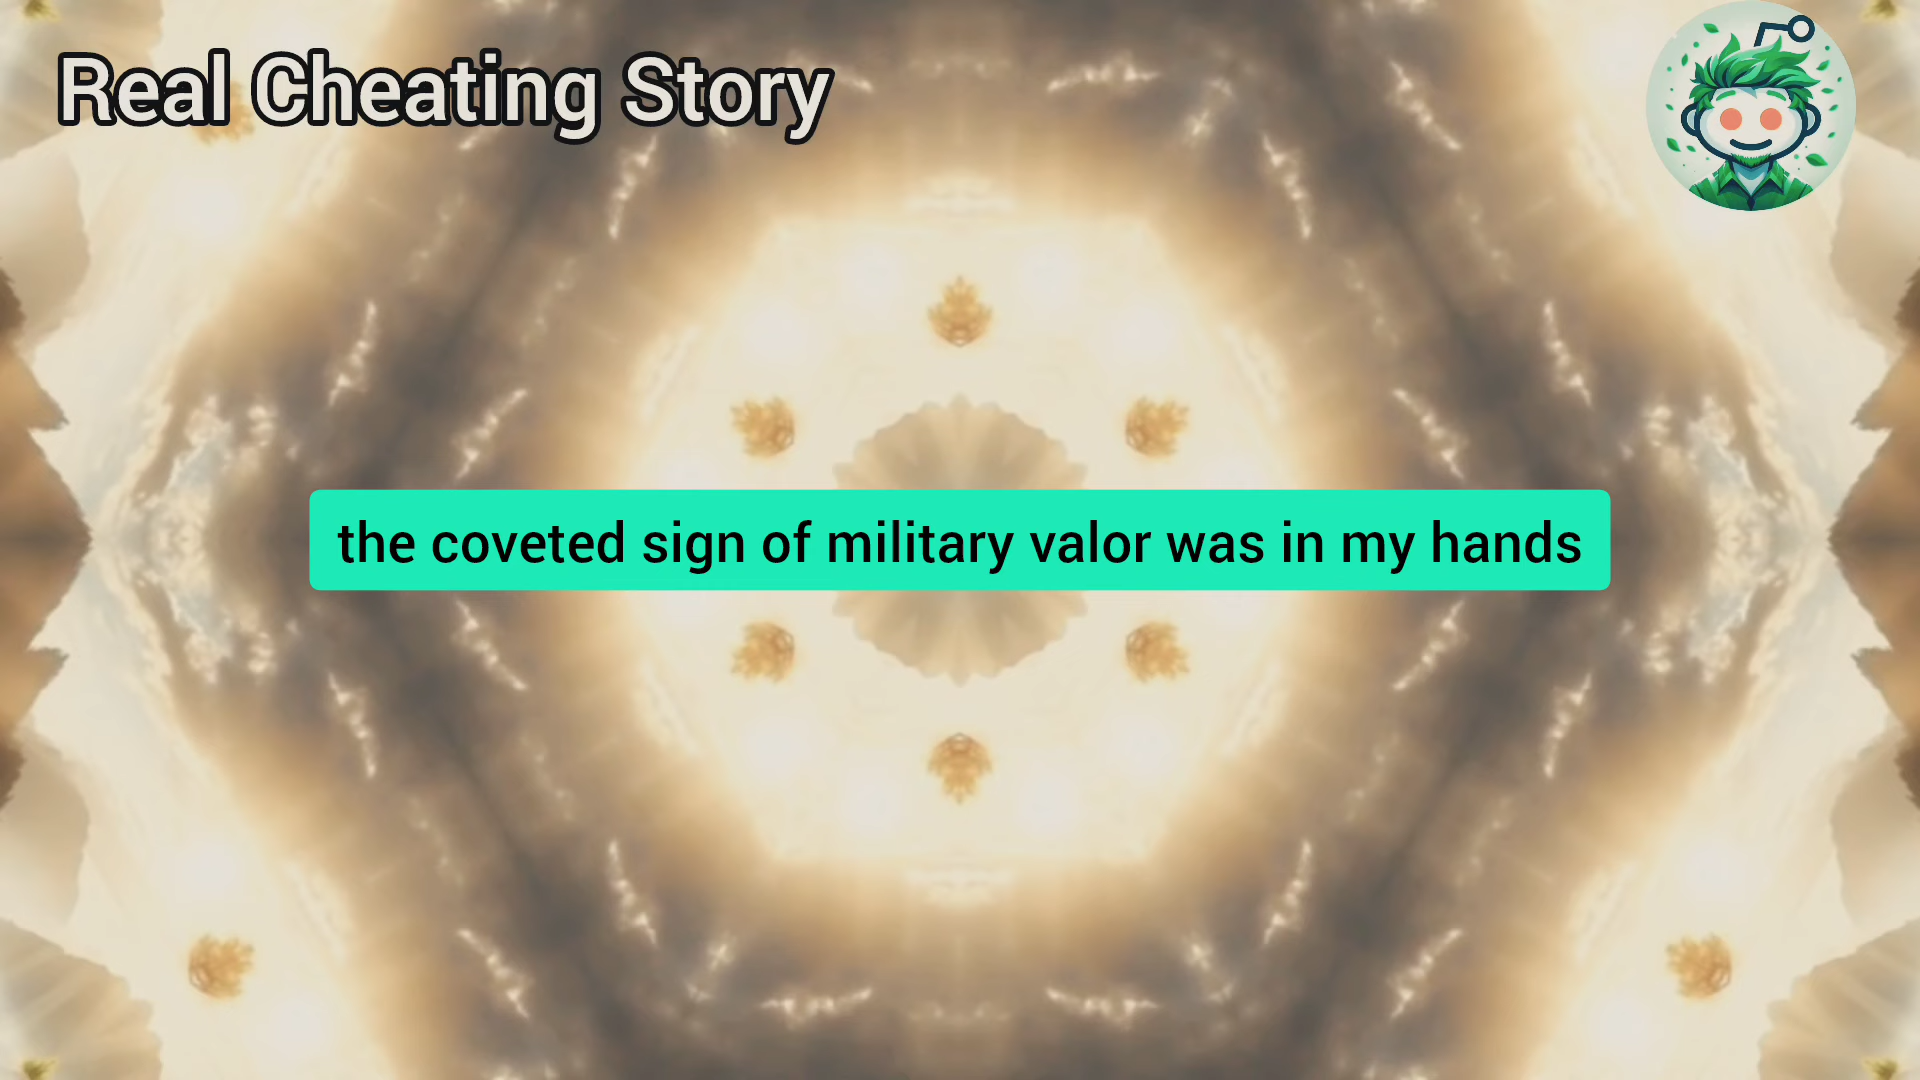 Real Cheating Story
the coveted sign of military valor was in my hands